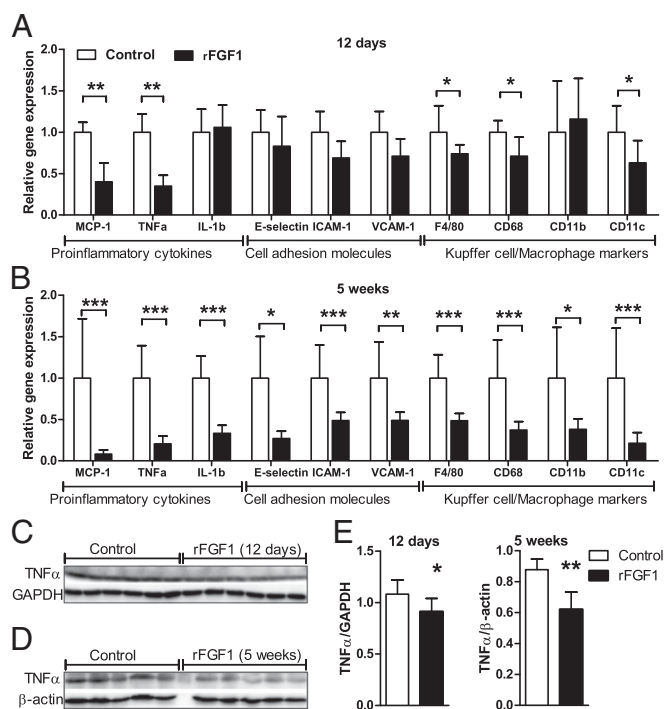 A
12 days
Control rFGF1
Relative gene expression
2.0
1.5
1.0
0.5
0.0
** ** * * *
MCP-1 TNFa IL-1b E-selectin ICAM-1 VCAM-1 F4/80 CD68 CD11b CD11c
Proinflammatory cytokines Cell adhesion molecules Kupffer cell/Macrophage markers
B
5 weeks
Relative gene expression
2.0
1.5
1.0
0.5
0.0
*** *** *** * *** ** *** *** * ***
MCP-1 TNFa IL-1b E-selectin ICAM-1 VCAM-1 F4/80 CD68 CD11b CD11c
Proinflammatory cytokines Cell adhesion molecules Kupffer cell/Macrophage markers
C
Control rFGF1 (12 days)
TNFα
GAPDH
D
Control rFGF1 (5 weeks)
TNFα
β-actin
E
12 days
TNFα/GAPDH
1.5
1.0
0.5
0.0
*
5 weeks
TNFα/β-actin
1.0
0.8
0.6
0.4
0.2
0.0
**
Control
rFGF1